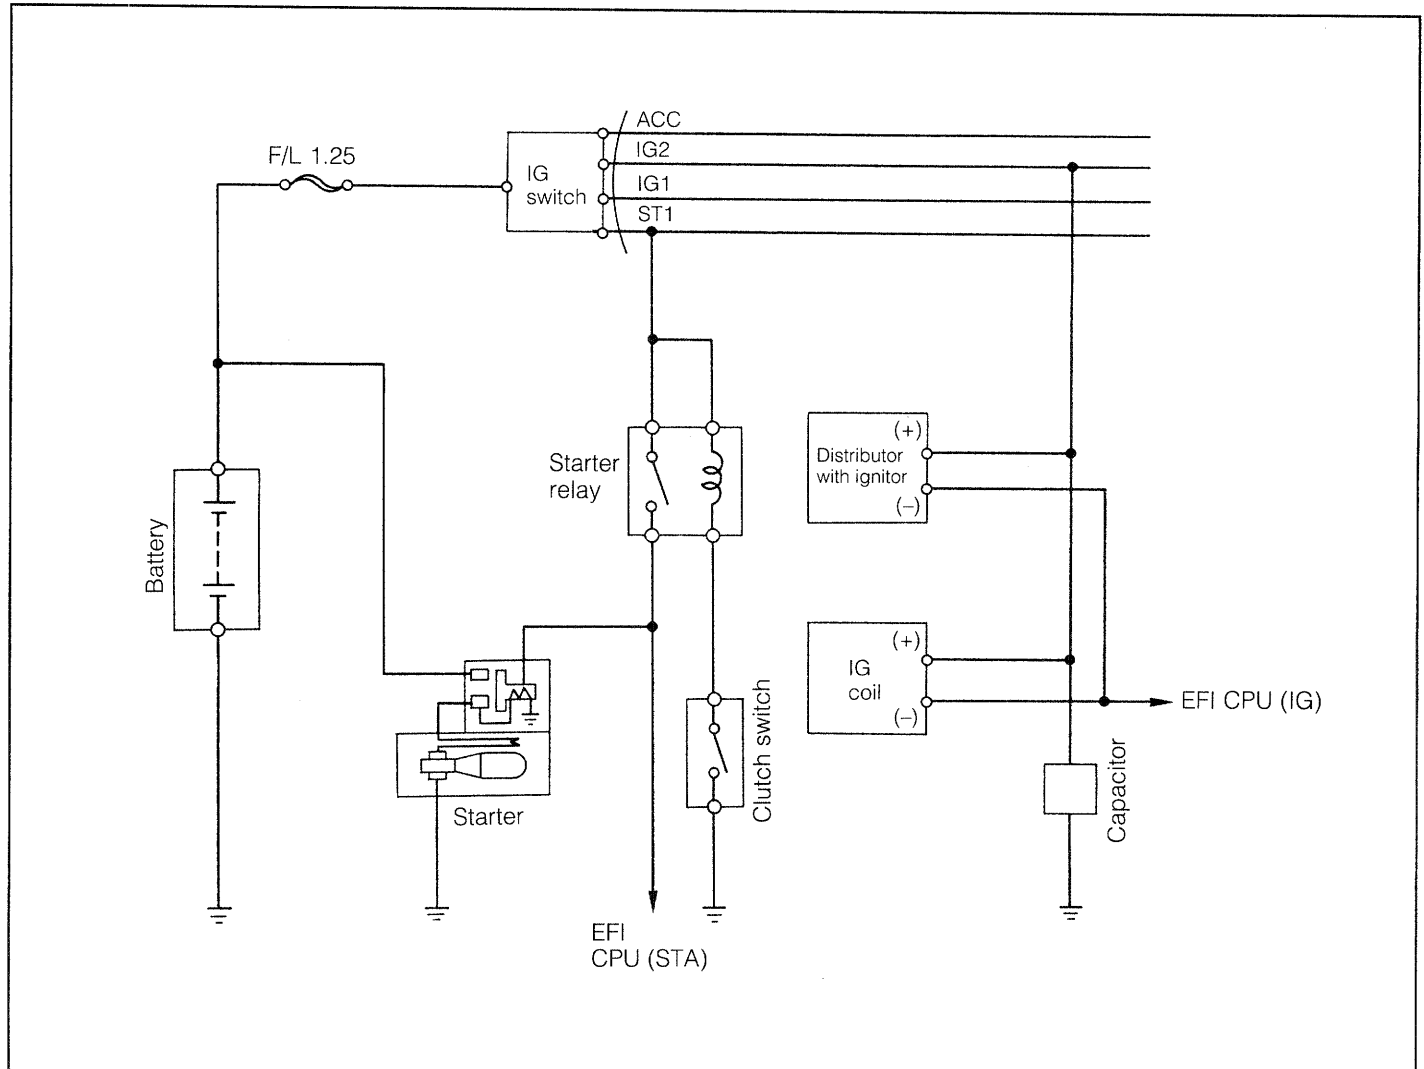 ACC
F/L 1.25
IG2
IG
switch
IG1
ST1
Battery
Starter
relay
(+)
Distributor
with ignitor
(−)
(+)
IG
coil
(−)
EFI CPU (IG)
Clutch switch
Capacitor
Starter
EFI
CPU (STA)